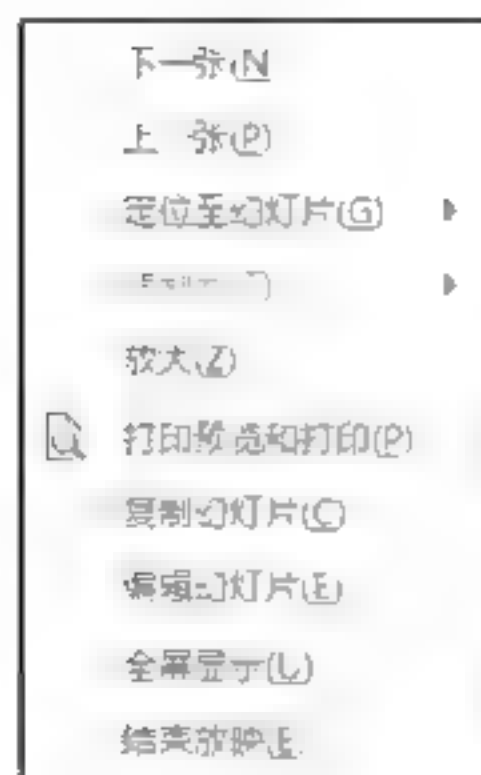 下一张(N
上一张(P)
定位至幻灯片(G)
放大(Z)
打印预览和打印(P)
复制幻灯片(C)
编辑幻灯片(E)
全屏显示(L)
结束放映(E